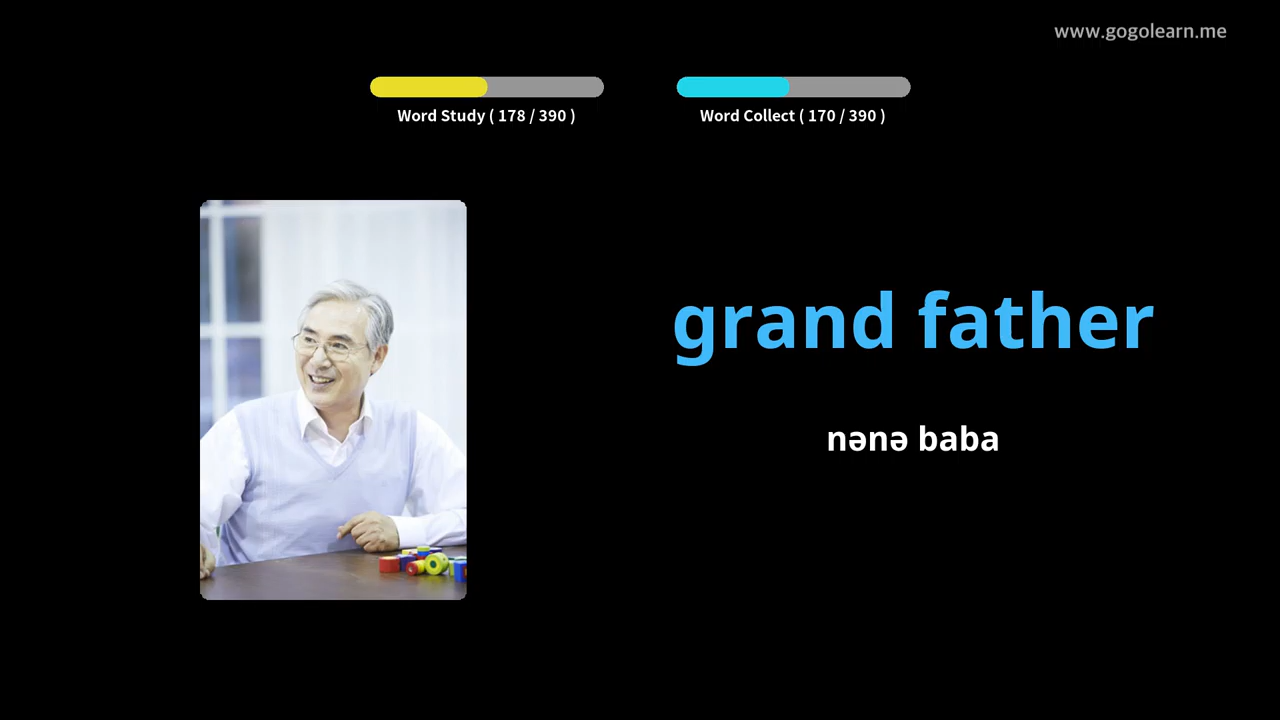 www.gogolearn.me
Word Study ( 178 / 390 )
Word Collect ( 170 / 390 )
grand father
nənə baba